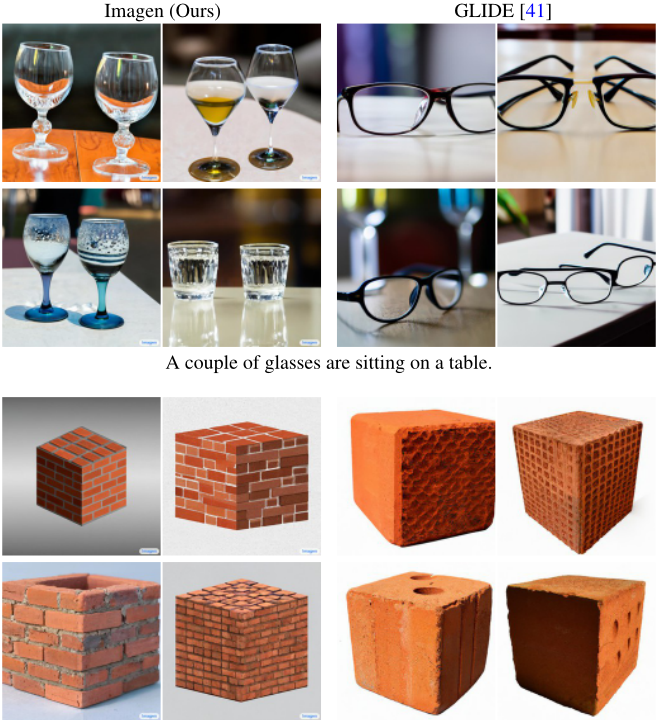 Imagen (Ours)
GLIDE [41]
A couple of glasses are sitting on a table.